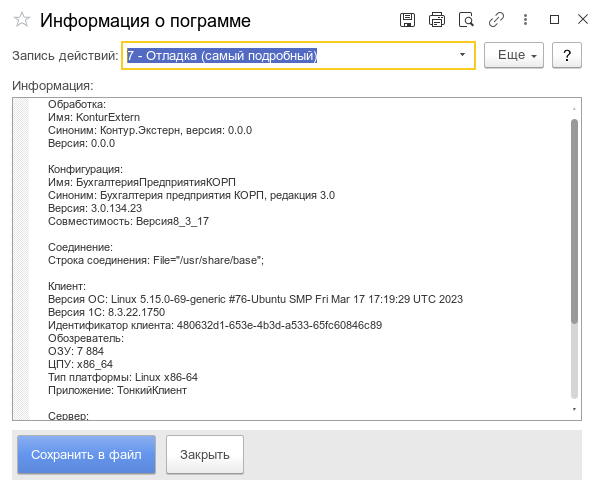 Информация о пограмме
Запись действий: 7 - Отладка (самый подробный) Еще ?
Информация:
Обработка:
Имя: KonturExtern
Синоним: Контур.Экстерн, версия: 0.0.0
Версия: 0.0.0
Конфигурация:
Имя: БухгалтерияПредприятияКОРП
Синоним: Бухгалтерия предприятия КОРП, редакция 3.0
Версия: 3.0.134.23
Совместимость: Версия8_3_17
Соединение:
Строка соединения: File="/usr/share/base";
Клиент:
Версия ОС: Linux 5.15.0-69-generic #76-Ubuntu SMP Fri Mar 17 17:19:29 UTC 2023
Версия 1С: 8.3.22.1750
Идентификатор клиента: 480632d1-653e-4b3d-a533-65fc60846c89
Обозреватель:
ОЗУ: 7 884
ЦПУ: x86_64
Тип платформы: Linux x86-64
Приложение: ТонкийКлиент
Сервер:
Сохранить в файл Закрыть